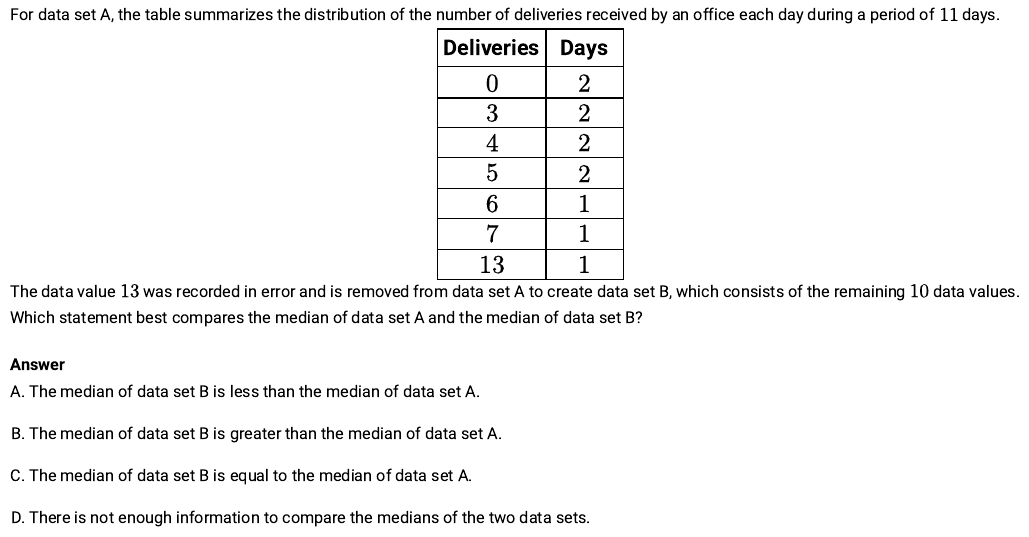 For data set A, the table summarizes the distribution of the number of deliveries received by an office each day during a period of 11 days.
Deliveries Days
0 2
3 2
4 2
5 2
6 1
7 1
13 1
The data value 13 was recorded in error and is removed from data set A to create data set B, which consists of the remaining 10 data values.
Which statement best compares the median of data set A and the median of data set B?
Answer
A. The median of data set B is less than the median of data set A.
B. The median of data set B is greater than the median of data set A.
C. The median of data set B is equal to the median of data set A.
D. There is not enough information to compare the medians of the two data sets.